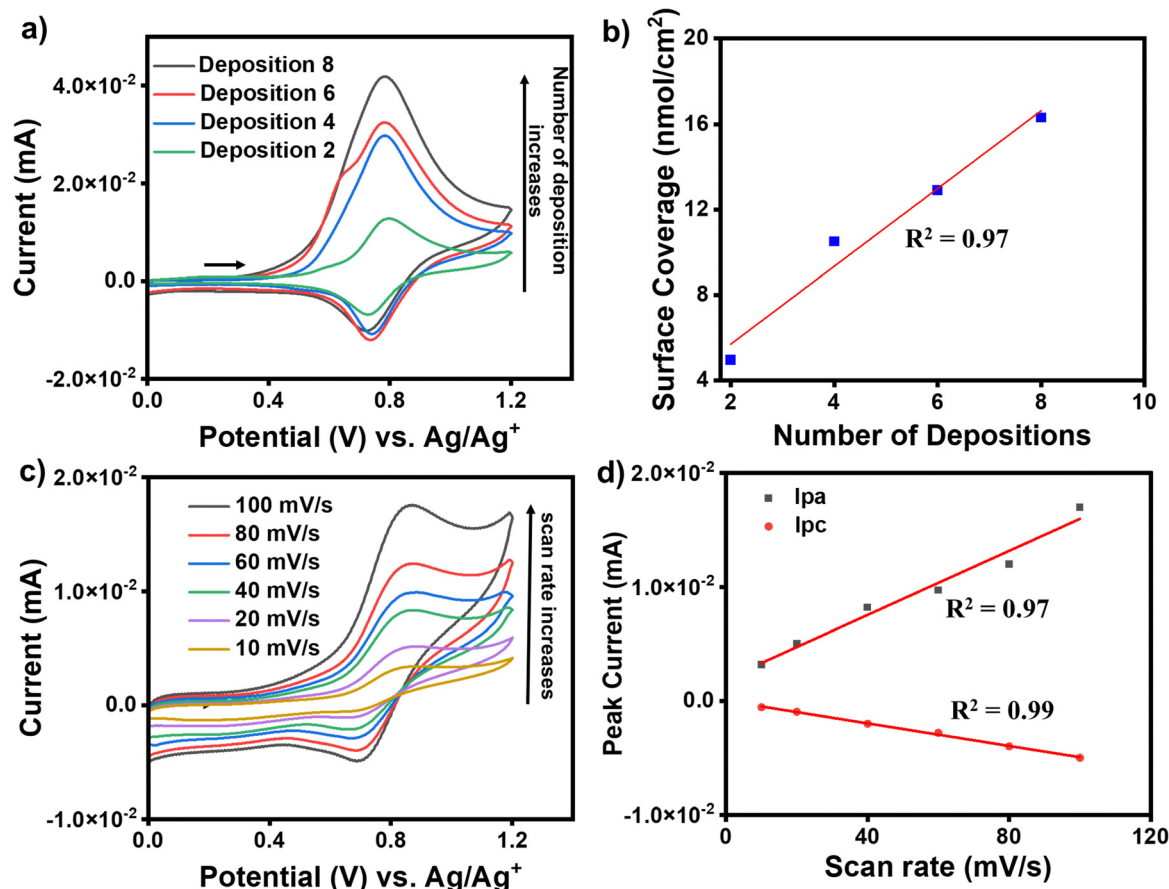 a)
Deposition 8
Deposition 6
Deposition 4
Deposition 2
Number of deposition
increases
4.0×10⁻²
2.0×10⁻²
0.0
-2.0×10⁻²
Current (mA)
0.0 0.4 0.8 1.2
Potential (V) vs. Ag/Ag⁺
b)
20
16
12
8
4
Surface Coverage (nmol/cm²)
R² = 0.97
2 4 6 8 10
Number of Depositions
c)
100 mV/s
80 mV/s
60 mV/s
40 mV/s
20 mV/s
10 mV/s
scan rate increases
2.0×10⁻²
1.0×10⁻²
0.0
-1.0×10⁻²
Current (mA)
0.0 0.4 0.8 1.2
Potential (V) vs. Ag/Ag⁺
d)
Ipa
Ipc
2.0×10⁻²
1.0×10⁻²
0.0
-1.0×10⁻²
Peak Current (mA)
R² = 0.97
R² = 0.99
0 40 80 120
Scan rate (mV/s)